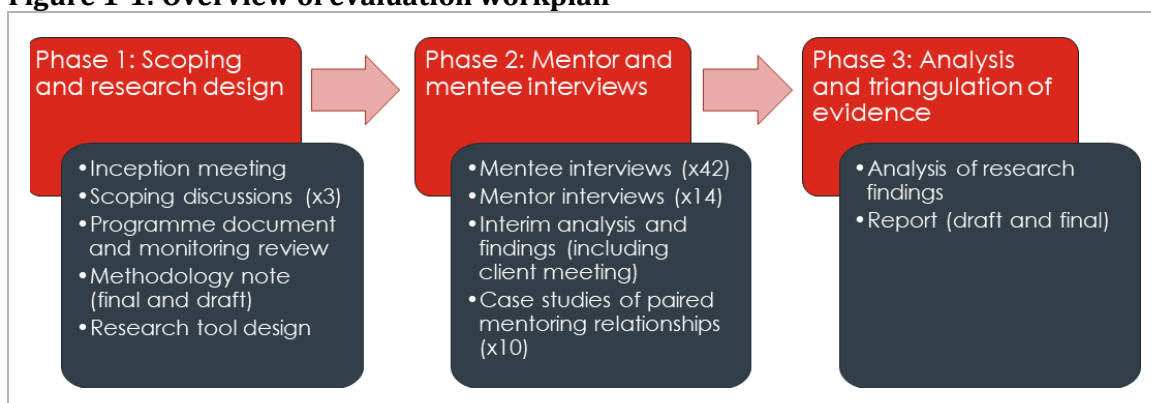 Figure 1-1: Overview of evaluation workplan
Phase 1: Scoping
and research design
•Inception meeting
•Scoping discussions (x3)
•Programme document
and monitoring review
•Methodology note
(final and draft)
•Research tool design
Phase 2: Mentor and
mentee interviews
•Mentee interviews (x42)
•Mentor interviews (x14)
•Interim analysis and
findings (including
client meeting)
•Case studies of paired
mentoring relationships
(x10)
Phase 3: Analysis
and triangulation of
evidence
•Analysis of research
findings
•Report (draft and final)